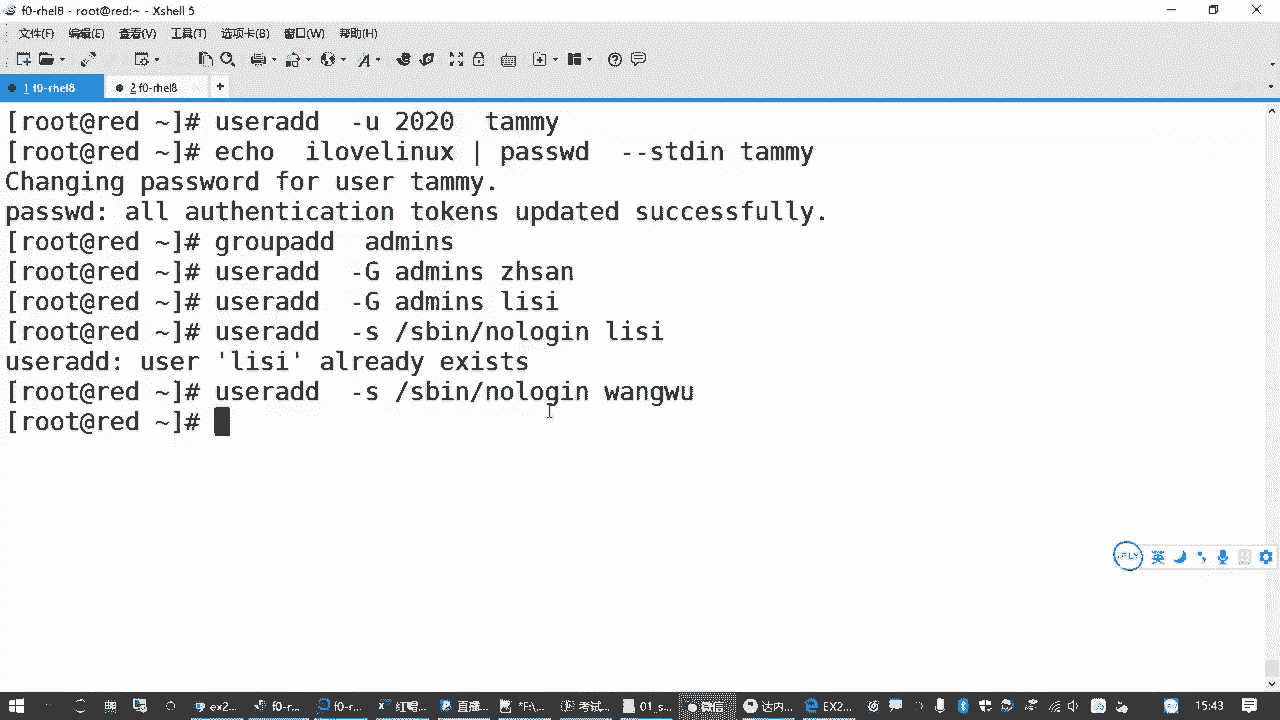 f0-rhel8 - root@red:~ - Xshell 5
文件(F) 编辑(E) 查看(V) 工具(T) 选项卡(B) 窗口(W) 帮助(H)
1 f0-rhel8 2 f0-rhel8 +
[root@red ~]# useradd -u 2020 tammy
[root@red ~]# echo ilovelinux | passwd --stdin tammy
Changing password for user tammy.
passwd: all authentication tokens updated successfully.
[root@red ~]# groupadd admins
[root@red ~]# useradd -G admins zhsan
[root@red ~]# useradd -G admins lisi
[root@red ~]# useradd -s /sbin/nologin lisi
useradd: user 'lisi' already exists
[root@red ~]# useradd -s /sbin/nologin wangwu
[root@red ~]#
英
ex2... f0-r... f0-r... 红帽... 直播... *F:\... 考試... 01_s... 微信 达内... EX2... 15:43